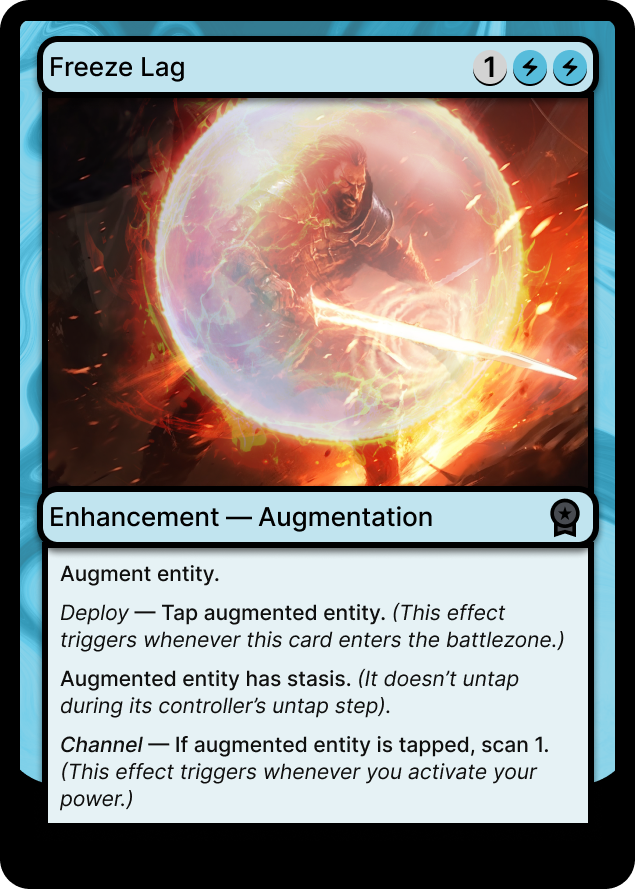 Freeze Lag
1
Enhancement — Augmentation
Augment entity.
Deploy — Tap augmented entity. (This effect
triggers whenever this card enters the battlezone.)
Augmented entity has stasis. (It doesn’t untap
during its controller’s untap step).
Channel — If augmented entity is tapped, scan 1.
(This effect triggers whenever you activate your
power.)